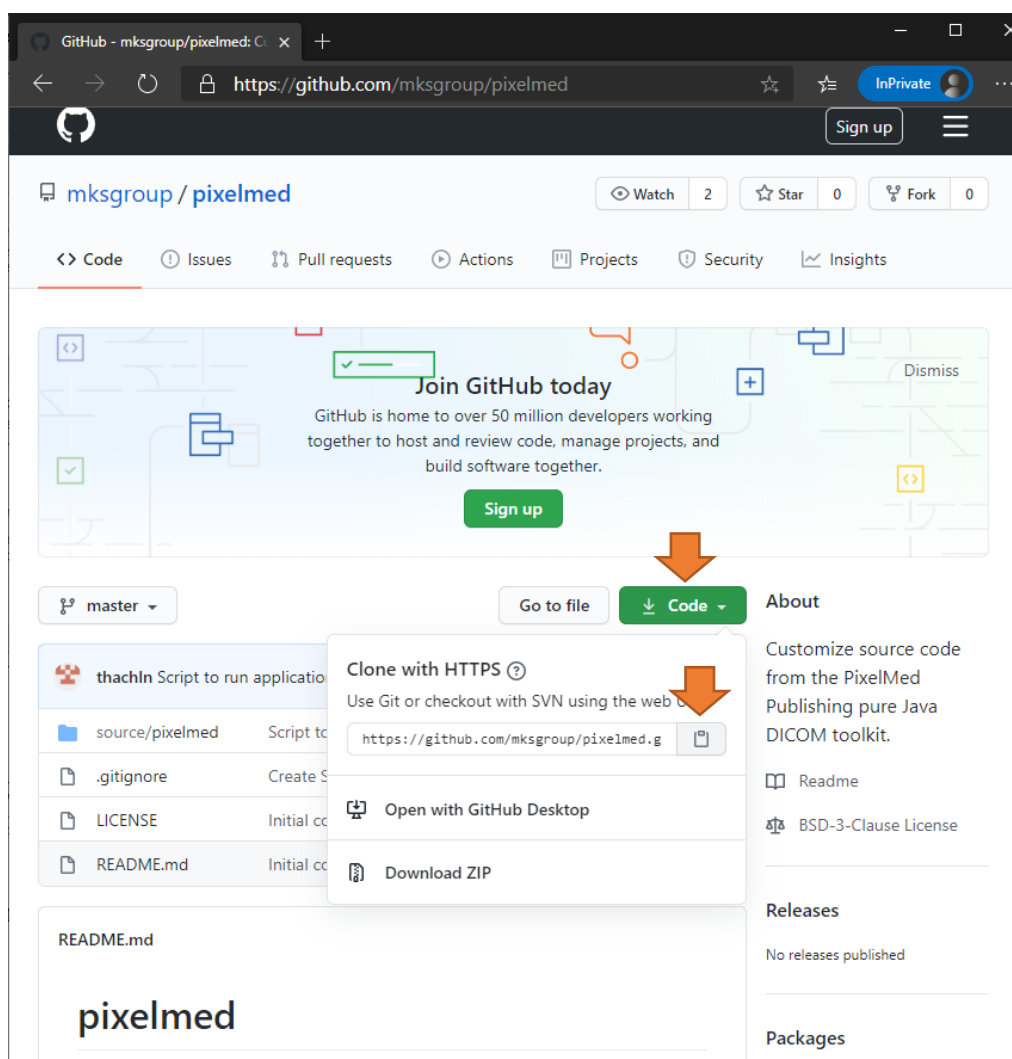 GitHub - mksgroup/pixelmed: Cu
https://github.com/mksgroup/pixelmed
InPrivate
Sign up
mksgroup / pixelmed
Watch 2
Star 0
Fork 0
Code
Issues
Pull requests
Actions
Projects
Security
Insights
Dismiss
Join GitHub today
GitHub is home to over 50 million developers working
together to host and review code, manage projects, and
build software together.
Sign up
master
Go to file
Code
About
Customize source code
from the PixelMed
Publishing pure Java
DICOM toolkit.
Readme
BSD-3-Clause License
Releases
No releases published
Packages
Clone with HTTPS
Use Git or checkout with SVN using the web
https://github.com/mksgroup/pixelmed.g
Open with GitHub Desktop
Download ZIP
thachln Script to run applicatio
source/pixelmed Script to
.gitignore Create S
LICENSE Initial co
README.md Initial co
README.md
pixelmed